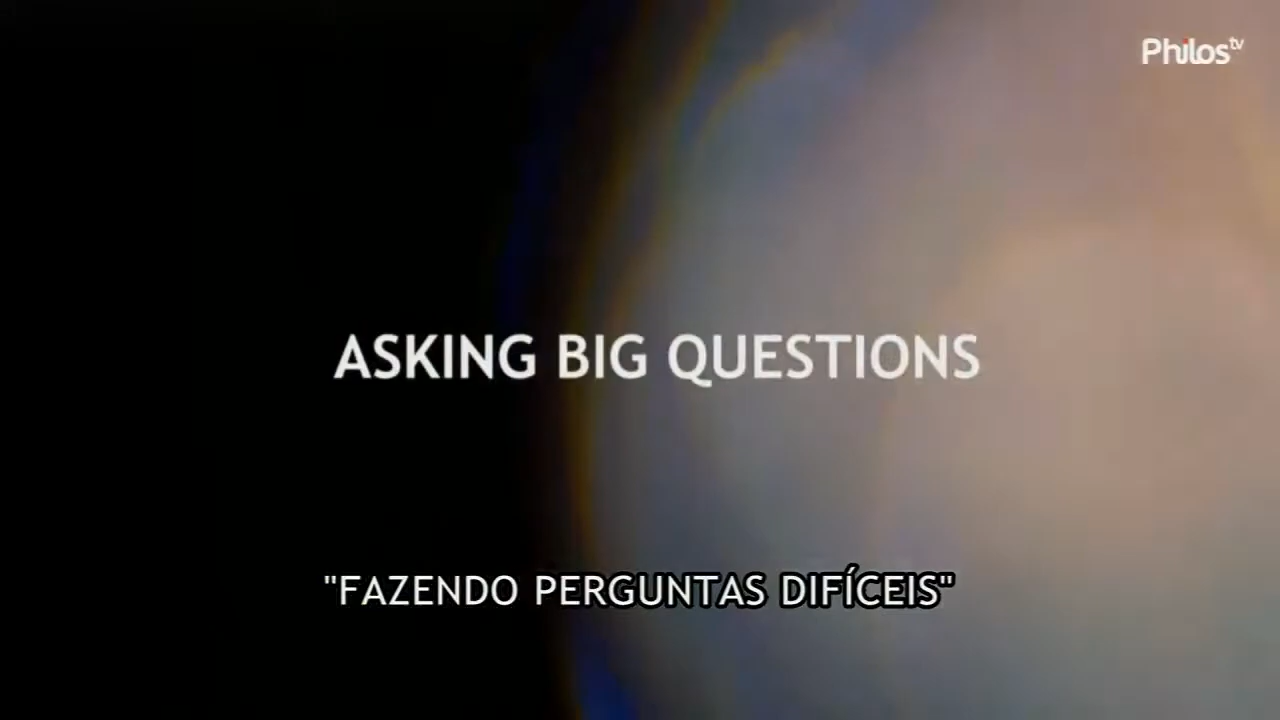 Philos tv
ASKING BIG QUESTIONS
"FAZENDO PERGUNTAS DIFÍCEIS"